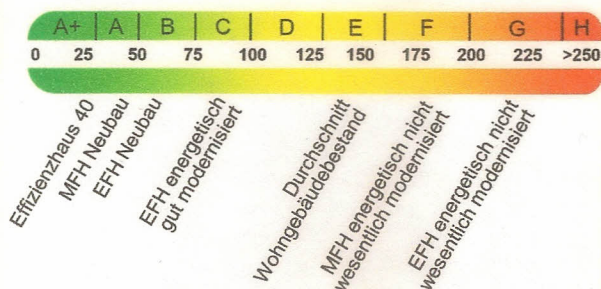 A+ A B C D E F G H
0 25 50 75 100 125 150 175 200 225 >250
Effizienzhaus 40
MFH Neubau
EFH Neubau
EFH energetisch
gut modernisiert
Durchschnitt
Wohngebäudebestand
MFH energetisch nicht
wesentlich modernisiert
EFH energetisch nicht
wesentlich modernisiert